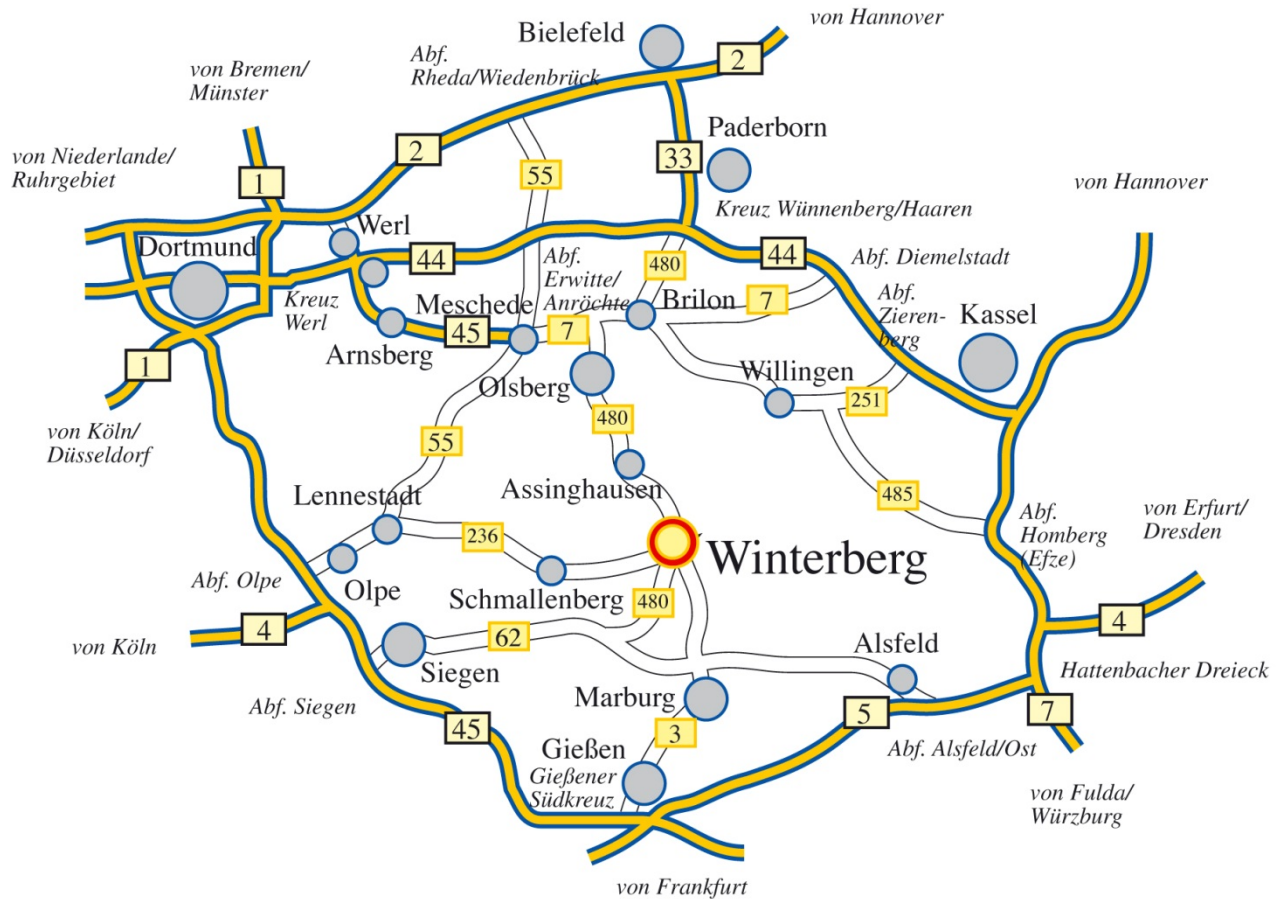 von Hannover
Bielefeld
2
Abf.
Rheda/Wiedenbrück
von Bremen/
Münster
Paderborn
2
33
von Niederlande/
Ruhrgebiet
1
55
von Hannover
Kreuz Wünnenberg/Haaren
Werl
Dortmund
44
480
44
Abf. Diemelstadt
Abf.
Erwitte/
Anröchte
Kreuz
Werl
Meschede
Brilon
7
Abf.
Zieren-
berg
Kassel
45
7
Arnsberg
1
Olsberg
Willingen
251
480
von Köln/
Düsseldorf
55
Assinghausen
485
Lennestadt
236
Abf.
Homberg
(Efze)
von Erfurt/
Dresden
Winterberg
Abf. Olpe
Olpe
Schmallenberg
480
4
4
von Köln
62
Siegen
Alsfeld
Hattenbacher Dreieck
Abf. Siegen
Marburg
5
7
45
3
Gießen
Gießener
Südkreuz
Abf. Alsfeld/Ost
von Fulda/
Würzburg
von Frankfurt